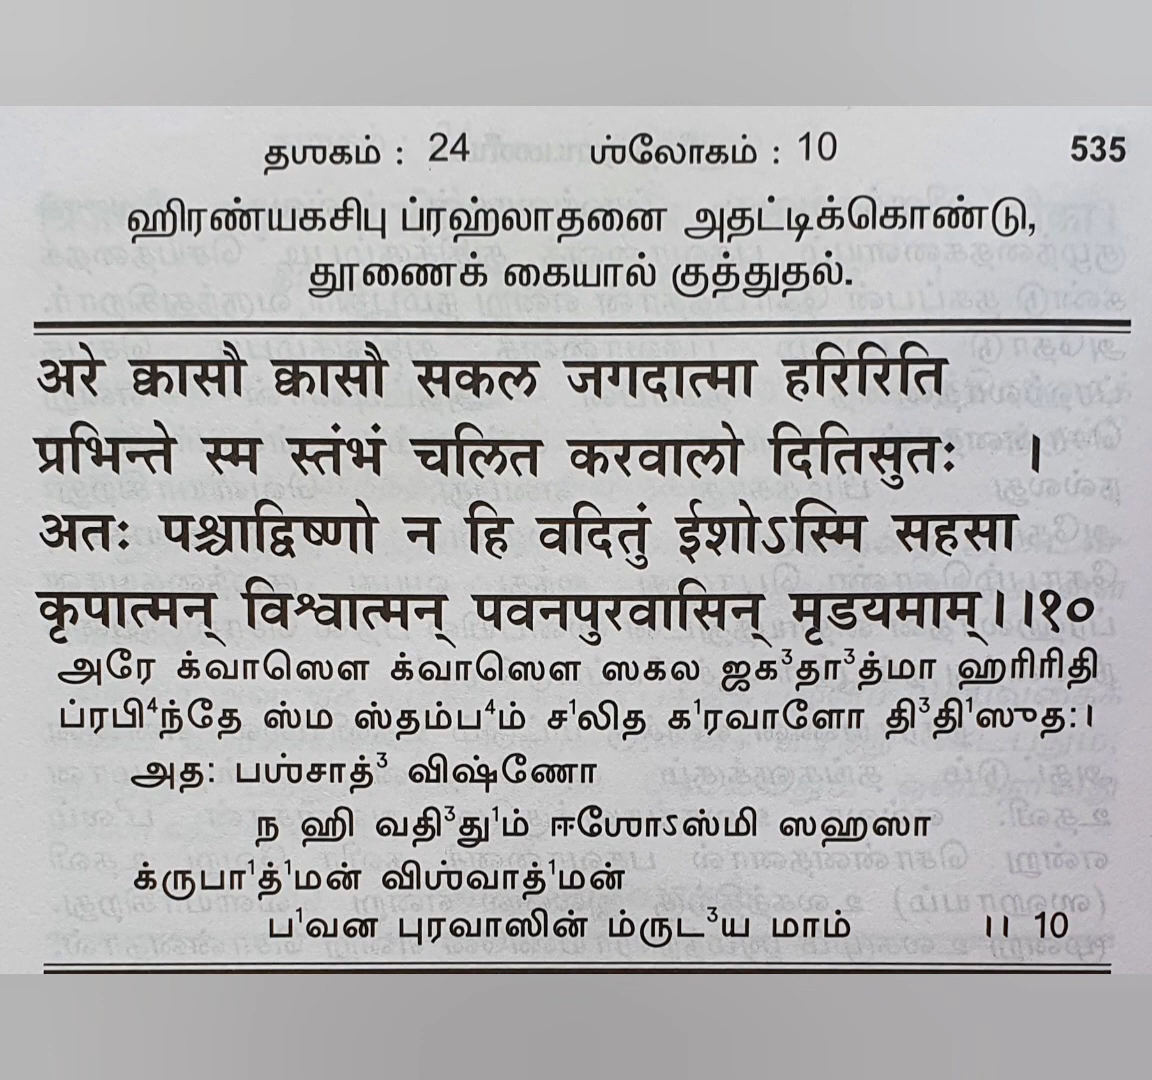 தஶகம் : 24 ஶ்லோகம் : 10 535
ஹிரண்யகசிபு ப்ரஹ்லாதனை அதட்டிக்கொண்டு,
தூணைக் கையால் குத்துதல்.
अरे क्वासौ क्वासौ सकल जगदात्मा हरिरिति
प्रभिन्ते स्म स्तंभं चलित करवालो दितिसुतः ।
अतः पश्चाद्विष्णो न हि वदितुं ईशोऽस्मि सहसा
कृपात्मन् विश्वात्मन् पवनपुरवासिन् मृडयमाम्।।१०
அரே க்வாஸௌ க்வாஸௌ ஸகல ஜக³தா³த்மா ஹரிரிதி
ப்ரபி⁴ந்தே ஸ்ம ஸ்தம்ப⁴ம் ச¹லித க¹ரவாளோ தி³தி¹ஸுத:।
அத: பஶ்சாத்³ விஷ்ணோ
ந ஹி வதி³து¹ம் ஈஶோऽஸ்மி ஸஹஸா
க்ருபா¹த்¹மன் விஶ்வாத்¹மன்
ப¹வன புரவாஸின் ம்ருட³ய மாம் ।। 10